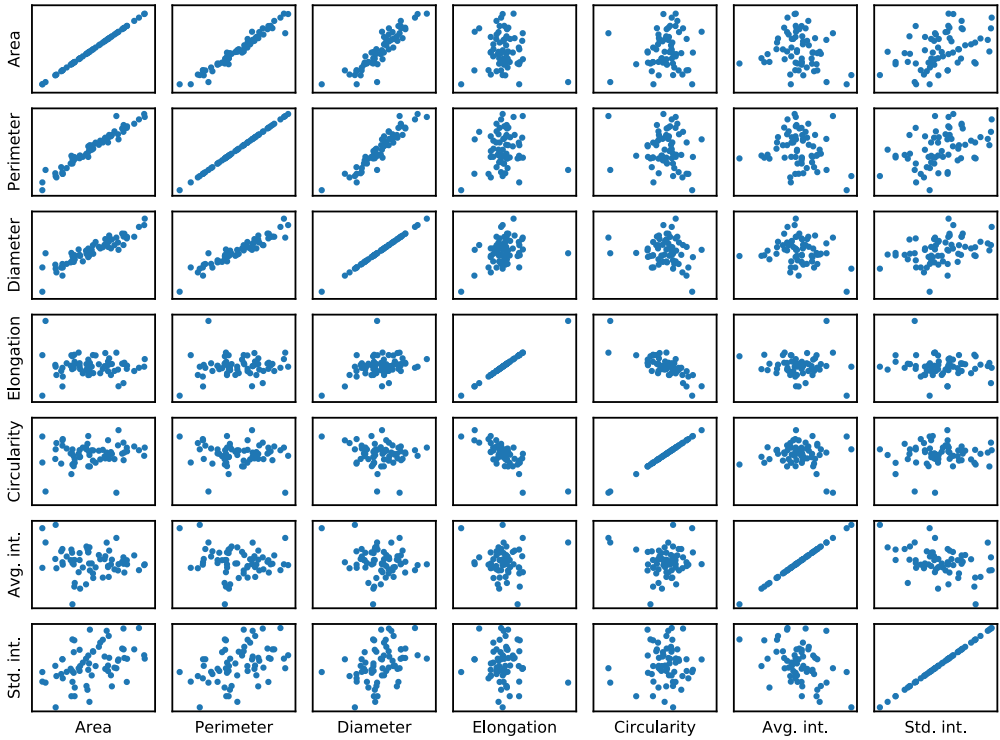 Area
Perimeter
Diameter
Elongation
Circularity
Avg. int.
Std. int.
Area Perimeter Diameter Elongation Circularity Avg. int. Std. int.